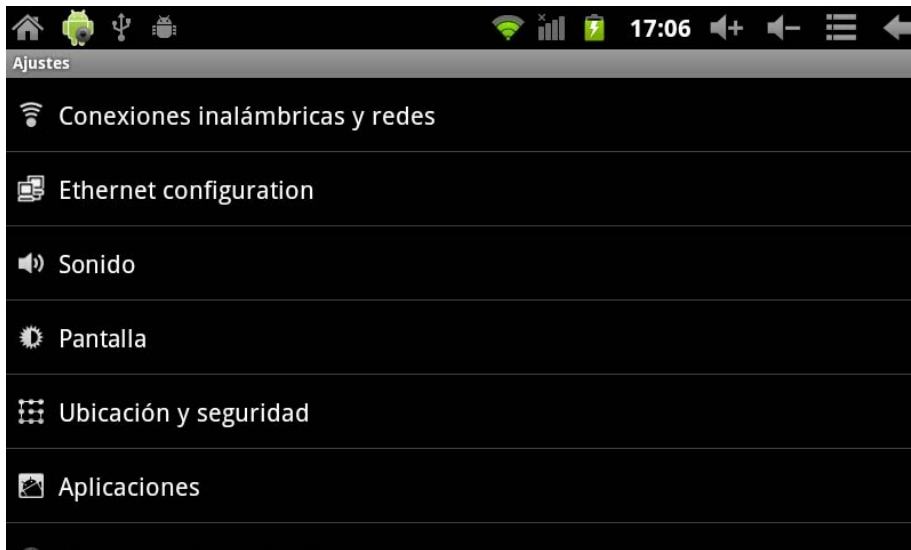 17:06
Ajustes
Conexiones inalámbricas y redes
Ethernet configuration
Sonido
Pantalla
Ubicación y seguridad
Aplicaciones